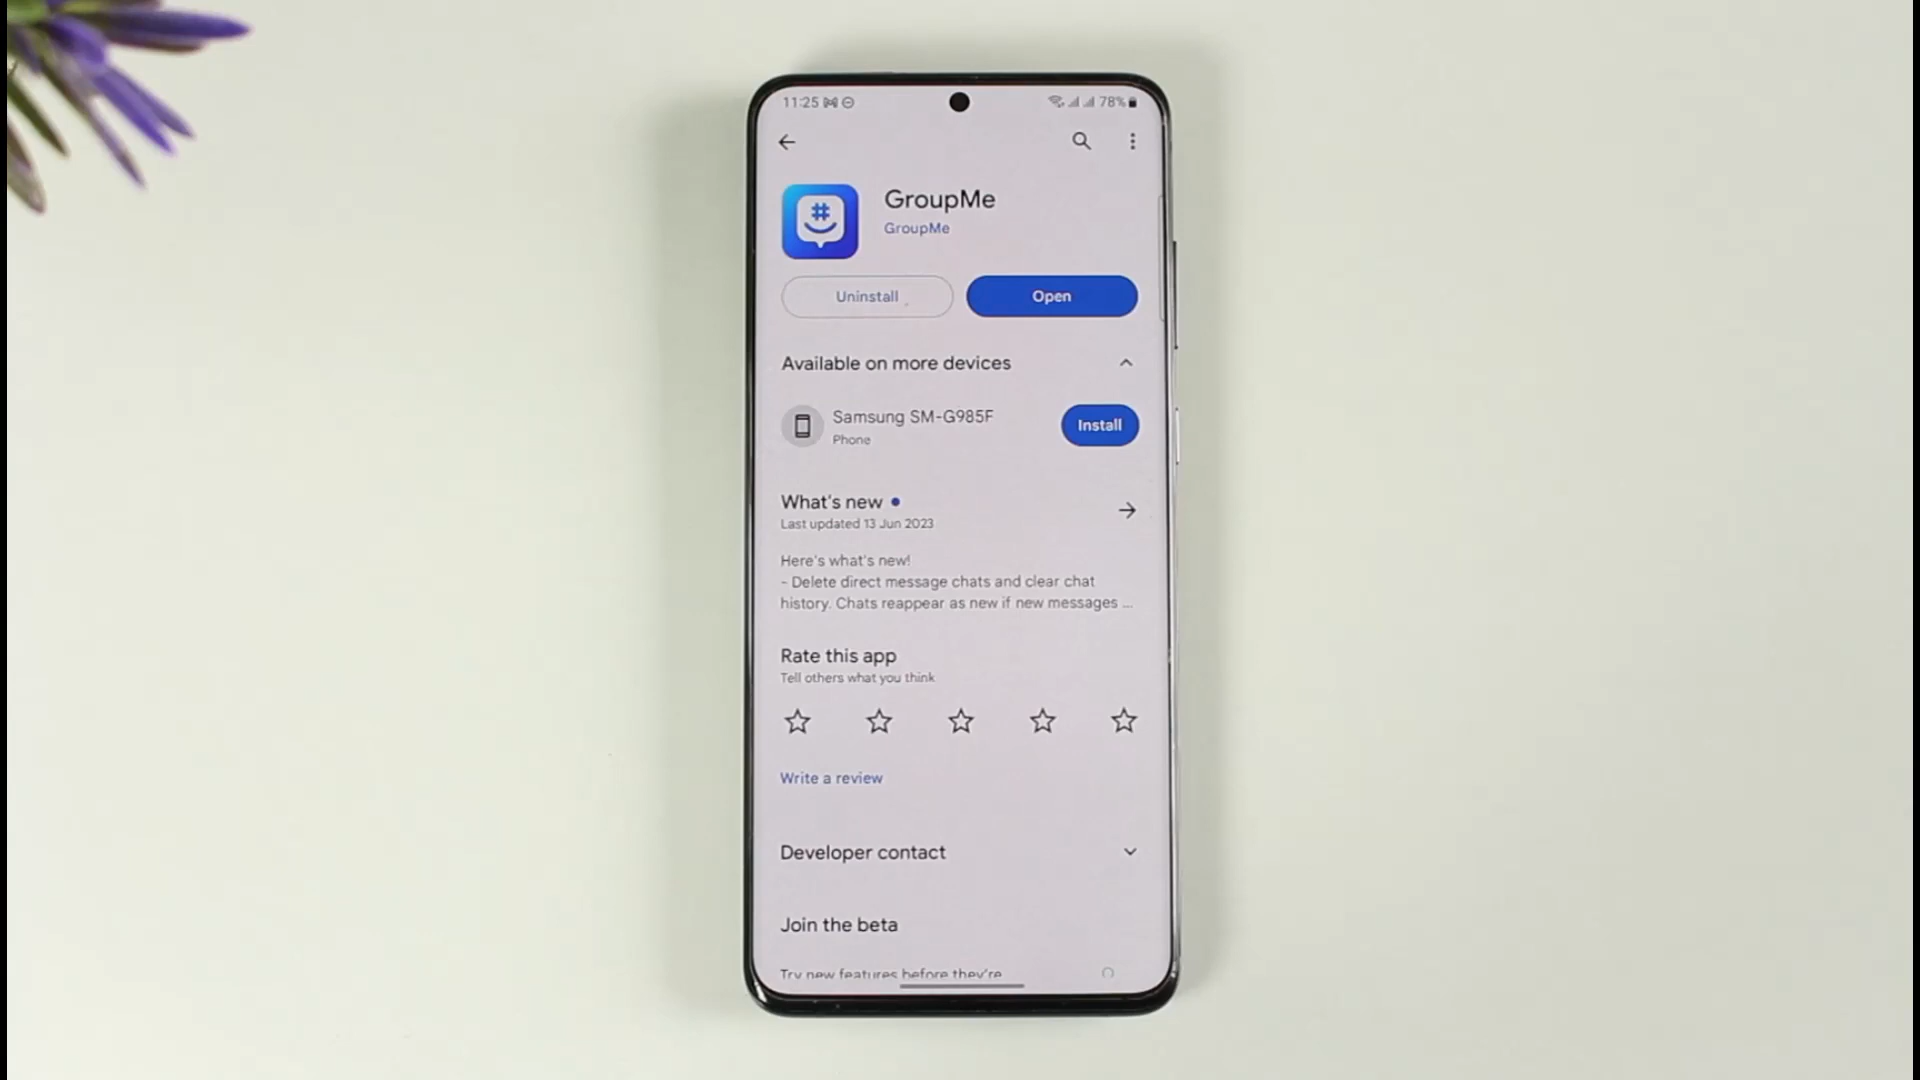 11:25
78%
GroupMe
GroupMe
Uninstall
Open
Available on more devices
Samsung SM-G985F
Phone
Install
What's new
Last updated 13 Jun 2023
Here's what's new!
- Delete direct message chats and clear chat
history. Chats reappear as new if new messages ...
Rate this app
Tell others what you think
Write a review
Developer contact
Join the beta
Try new features before they're